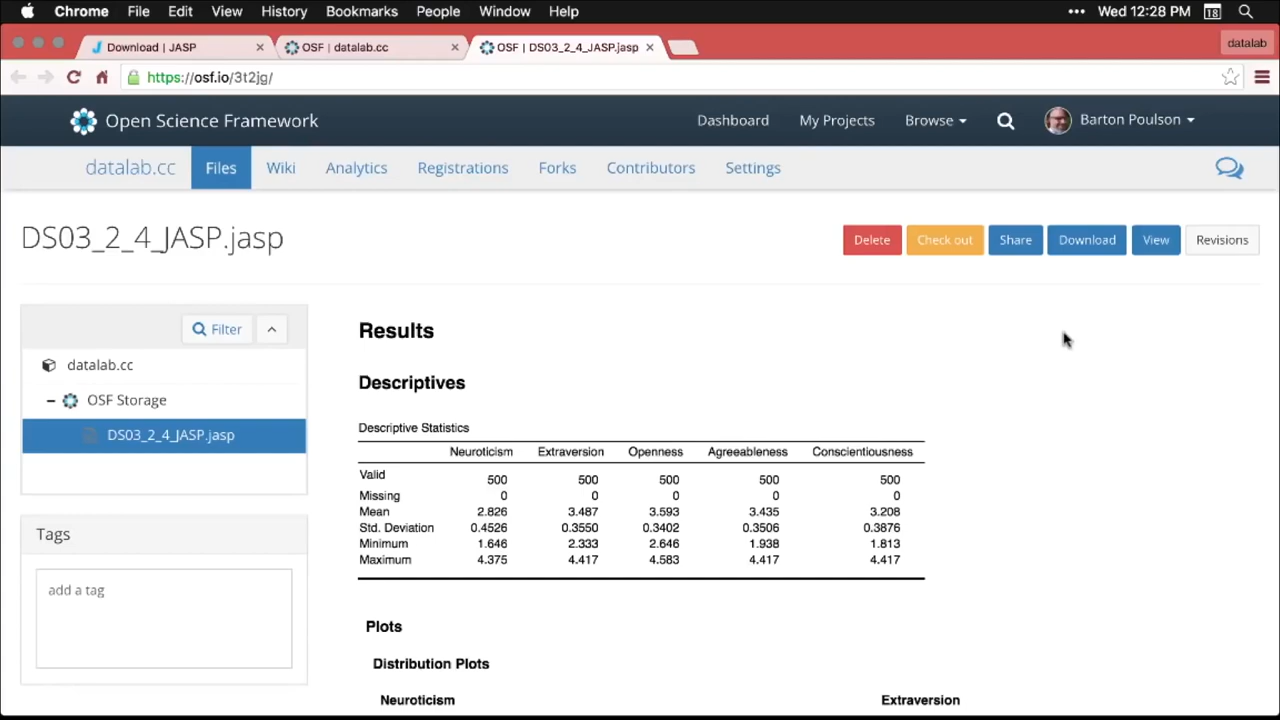 Chrome File Edit View History Bookmarks People Window Help ••• Wed 12:28 PM 18
Download | JASP × OSF | datalab.cc × OSF | DS03_2_4_JASP.jasp × datalab
https://osf.io/3t2jg/
Open Science Framework Dashboard My Projects Browse Barton Poulson
datalab.cc Files Wiki Analytics Registrations Forks Contributors Settings
DS03_2_4_JASP.jasp Delete Check out Share Download View Revisions
Filter
datalab.cc
OSF Storage
DS03_2_4_JASP.jasp
Tags
add a tag
Results
Descriptives
Descriptive Statistics
Neuroticism Extraversion Openness Agreeableness Conscientiousness
Valid 500 500 500 500 500
Missing 0 0 0 0 0
Mean 2.826 3.487 3.593 3.435 3.208
Std. Deviation 0.4526 0.3550 0.3402 0.3506 0.3876
Minimum 1.646 2.333 2.646 1.938 1.813
Maximum 4.375 4.417 4.583 4.417 4.417
Plots
Distribution Plots
Neuroticism Extraversion